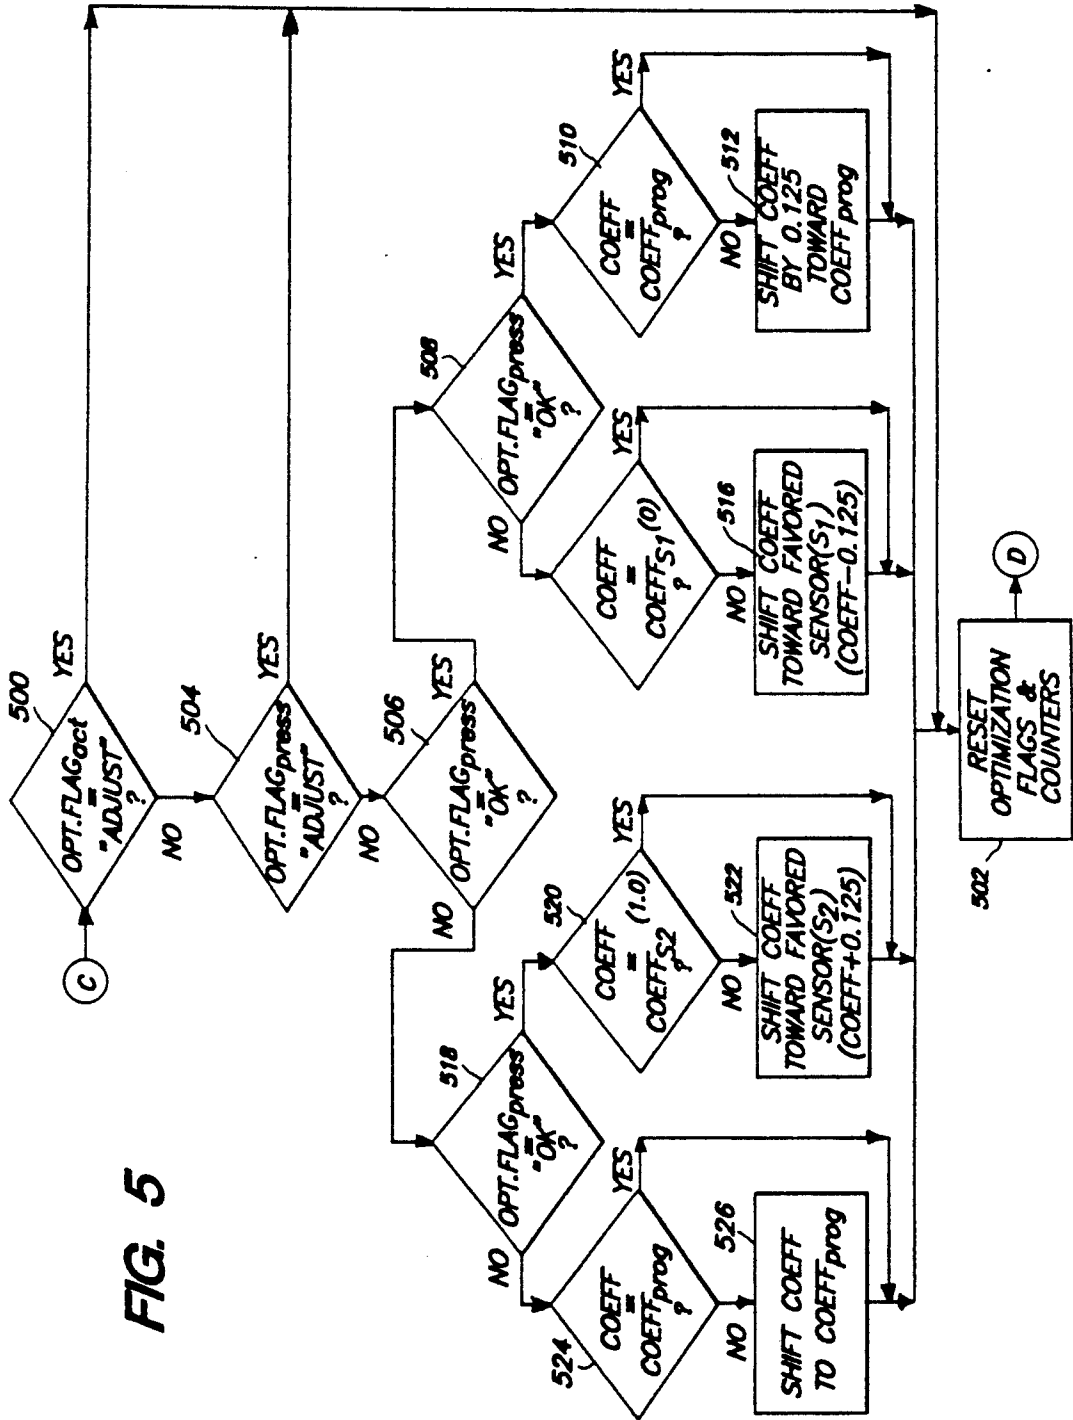 FIG. 5
C
500
OPT.FLAGact
=
"ADJUST"
?
YES
NO
504
OPT.FLAGpress
=
"ADJUST"
?
YES
NO
506
OPT.FLAGpress
=
"OK"
?
NO
YES
518
OPT.FLAGpress
=
"OK"
?
NO
YES
508
OPT.FLAGpress
=
"OK"
?
NO
YES
524
COEFF
=
COEFFprog
?
YES
NO
526
SHIFT COEFF
TO COEFFprog
520
COEFF
=
(1.0)
COEFFS2
?
YES
NO
522
SHIFT COEFF
TOWARD FAVORED
SENSOR(S2)
(COEFF+0.125)
COEFF
=
COEFFS1(0)
?
YES
NO
516
SHIFT COEFF
TOWARD FAVORED
SENSOR(S1)
(COEFF-0.125)
510
COEFF
=
COEFFprog
?
YES
NO
512
SHIFT COEFF
BY 0.125
TOWARD
COEFFprog
502
RESET
OPTIMIZATION
FLAGS &
COUNTERS
D